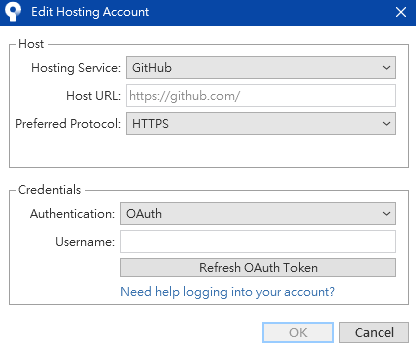 Edit Hosting Account
Host
Hosting Service: GitHub
Host URL: https://github.com/
Preferred Protocol: HTTPS
Credentials
Authentication: OAuth
Username:
Refresh OAuth Token
Need help logging into your account?
OK Cancel